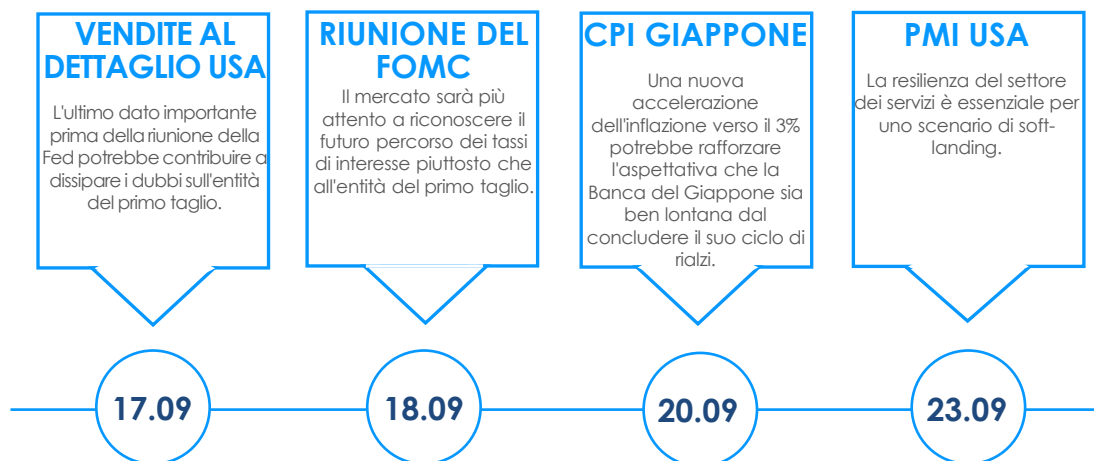 VENDITE AL
DETTAGLIO USA
L'ultimo dato importante
prima della riunione della
Fed potrebbe contribuire a
dissipare i dubbi sull'entità
del primo taglio.
RIUNIONE DEL
FOMC
Il mercato sarà più
attento a riconoscere il
futuro percorso dei tassi
di interesse piuttosto che
all'entità del primo taglio.
CPI GIAPPONE
Una nuova
accelerazione
dell'inflazione verso il 3%
potrebbe rafforzare
l'aspettativa che la
Banca del Giappone sia
ben lontana dal
concludere il suo ciclo di
rialzi.
PMI USA
La resilienza del settore
dei servizi è essenziale per
uno scenario di soft-
landing.
17.09
18.09
20.09
23.09